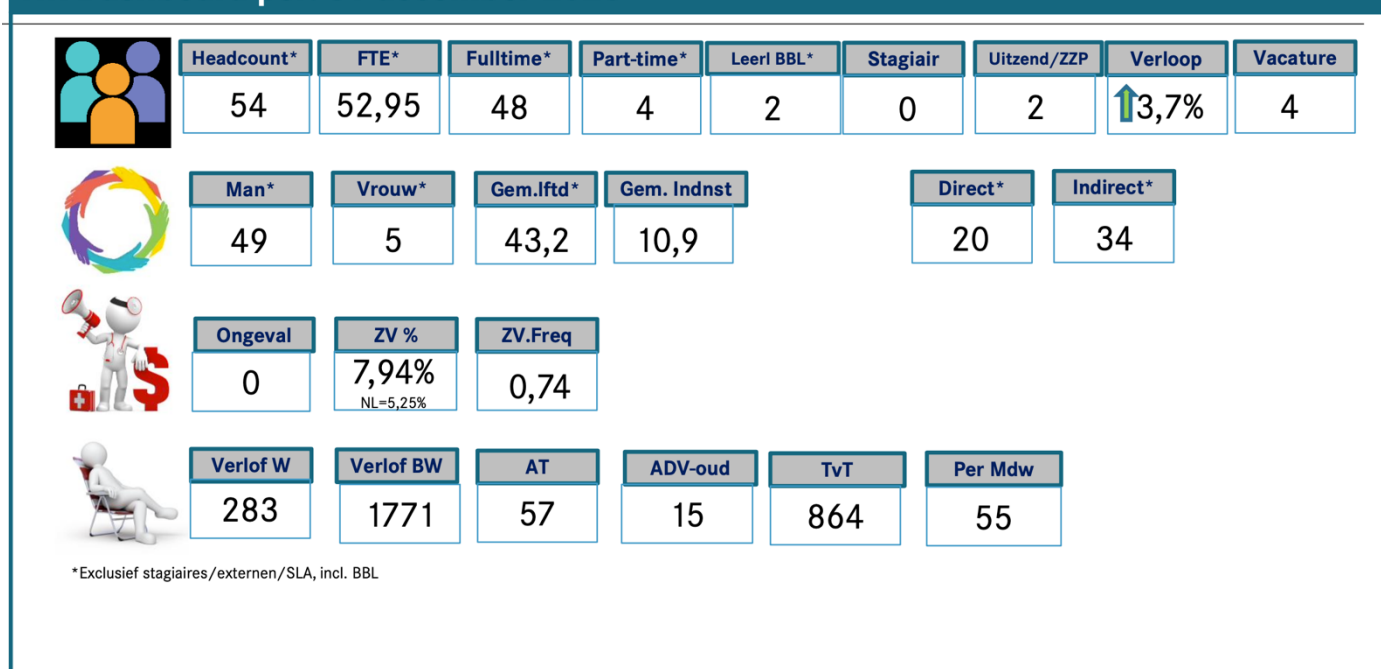 Headcount* FTE* Fulltime* Part-time* Leerl BBL* Stagiair Uitzend/ZZP Verloop Vacature
54 52,95 48 4 2 0 2 3,7% 4
Man* Vrouw* Gem.lftd* Gem. Indnst Direct* Indirect*
49 5 43,2 10,9 20 34
Ongeval ZV % ZV.Freq
0 7,94% 0,74
NL=5,25%
Verlof W Verlof BW AT ADV-oud TvT Per Mdw
283 1771 57 15 864 55
*Exclusief stagiaires/externen/SLA, incl. BBL